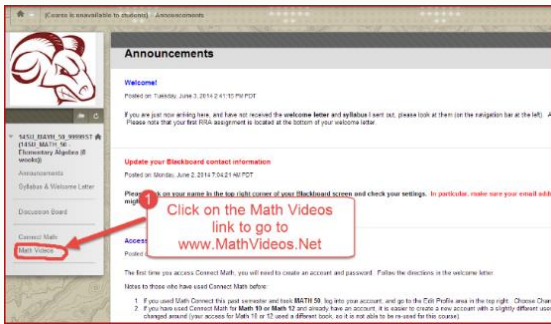 (Course is unavailable to students) Announcements
Announcements
Welcome!
Posted on: Tuesday, June 3, 2014 2:41:15 PM PDT
If you are just now arriving here, and have not received the welcome letter and syllabus I sent out, please look at them (on the navigation bar at the left). A
Please note that your first RRA assignment is located at the bottom of your welcome letter.
14SU_MATH_50_99999ST
(14SU_MATH_50 -
Elementary Algebra (8
weeks))
Announcements
Syllabus & Welcome Letter
Discussion Board
Connect Math
Math Videos
Update your Blackboard contact information
Posted on: Monday, June 2, 2014 7:04:21 AM PDT
Please click on your name in the top right corner of your Blackboard screen and check your settings. In particular, make sure your email addr
migh
1
Click on the Math Videos
link to go to
www.MathVideos.Net
Access
Posted
The first time you access Connect Math, you will need to create an account and password. Follow the directions in the welcome letter.
Notes to those who have used Connect Math before:
1. If you used Math Connect this past semester and took MATH 50, log into your account, and go to the Edit Profile area in the top right. Choose Chan
2. If you have used Connect Math for Math 10 or Math 12 and already have an account, it is easier to create a new account with a slightly different use
changed around (your access for Math 10 or 12 used a different book, so it is not able to be re-used for this course)